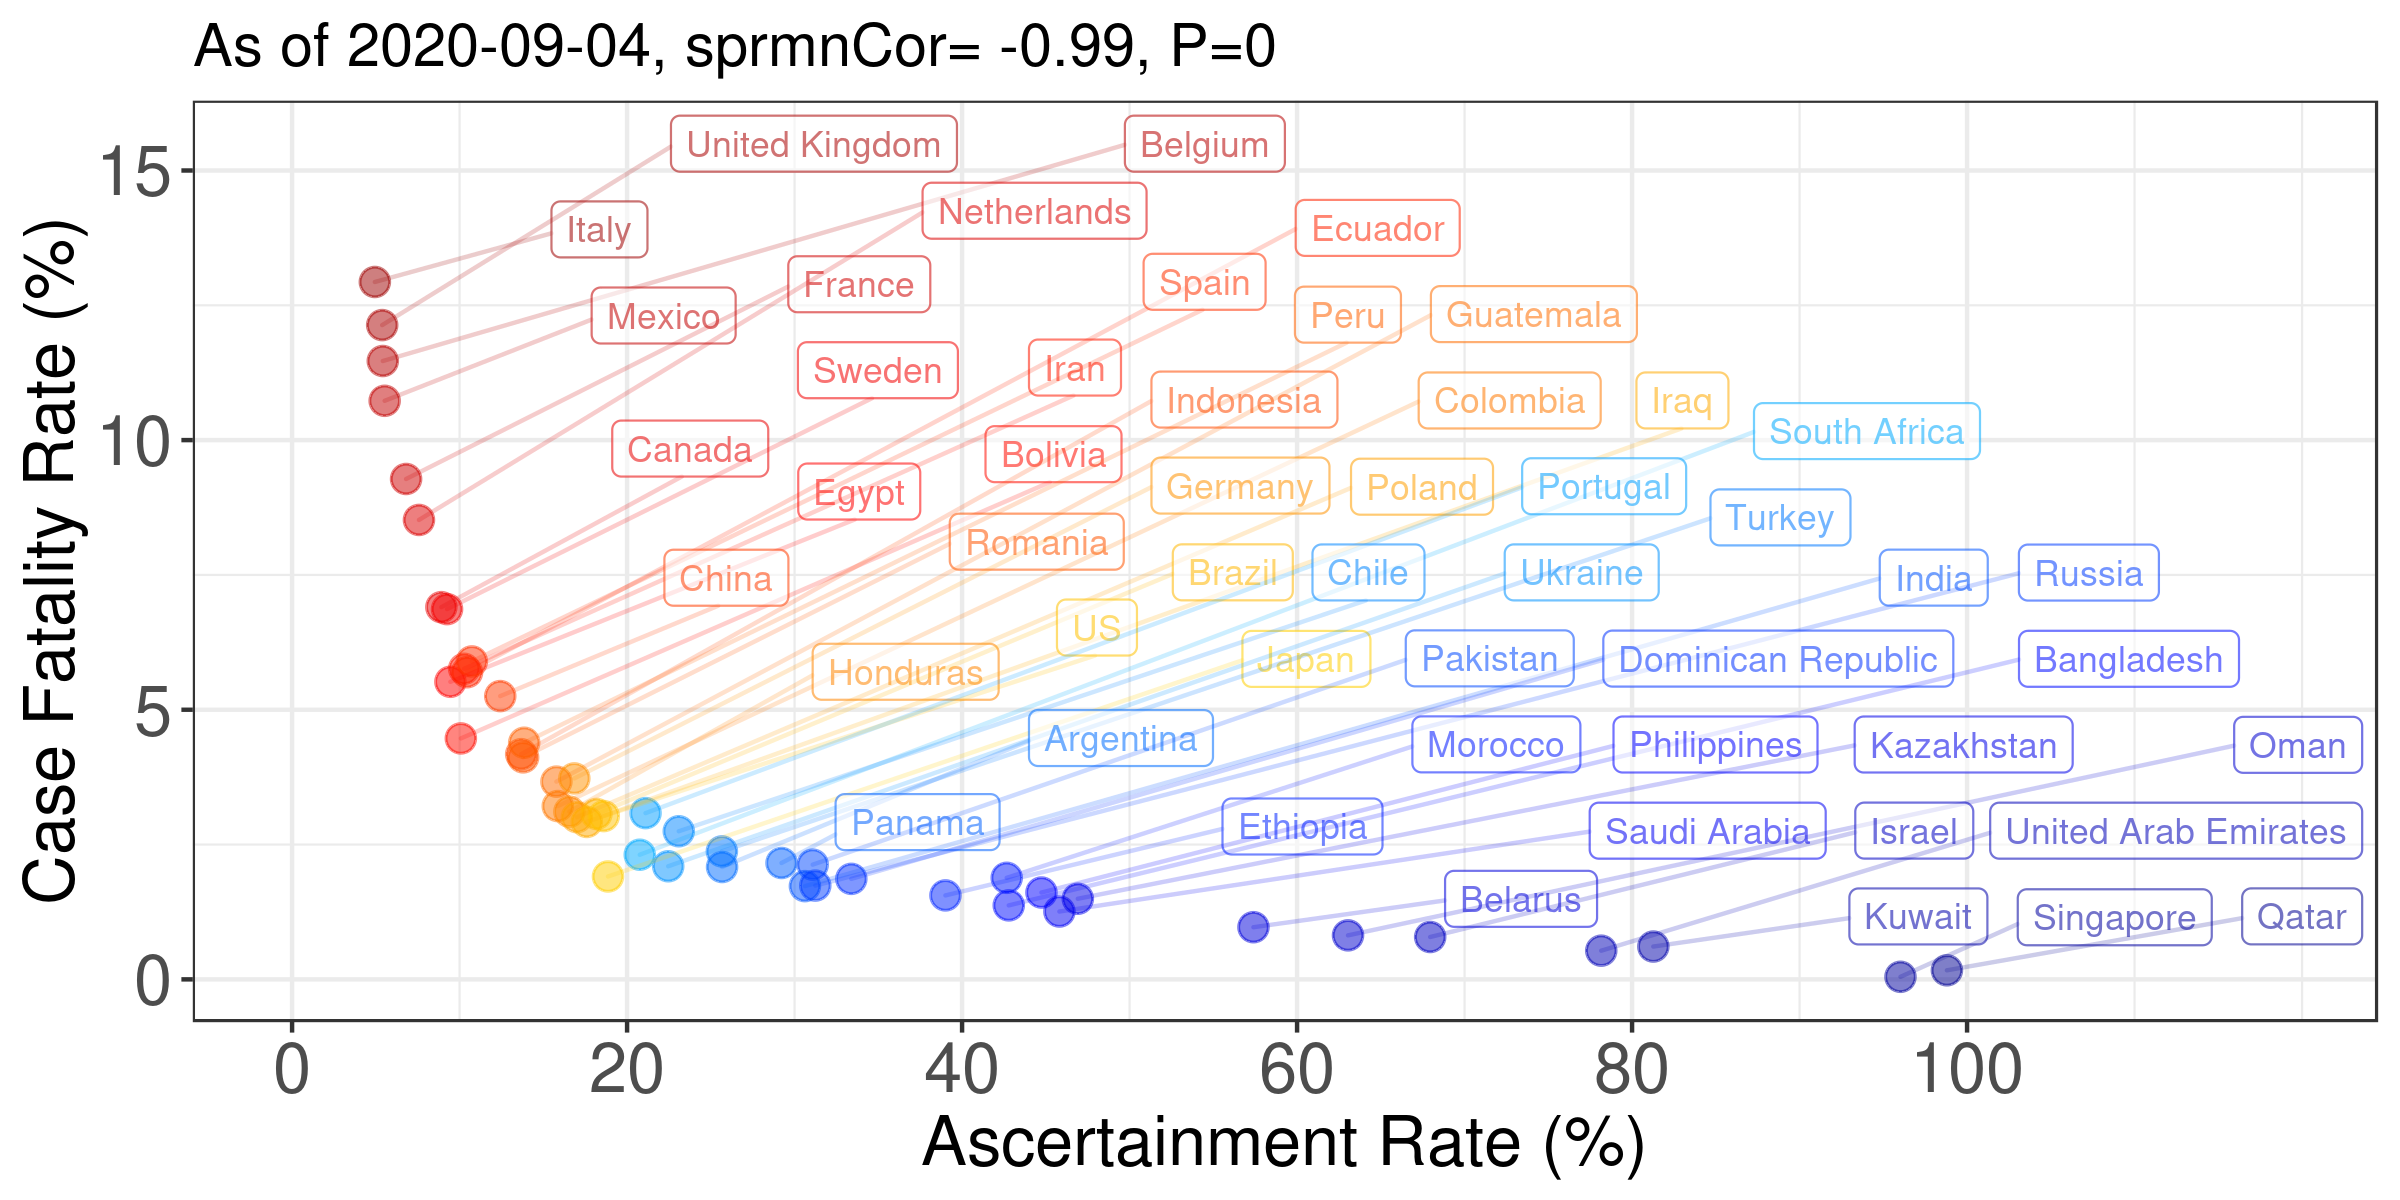 As of 2020-09-04, sprmnCor= -0.99, P=0
Case Fatality Rate (%)
15
10
5
0
United Kingdom
Belgium
Netherlands
Italy
Ecuador
Spain
France
Mexico
Peru
Guatemala
Sweden
Iran
Indonesia
Colombia
Iraq
South Africa
Canada
Bolivia
Egypt
Germany
Poland
Portugal
Turkey
Romania
China
Brazil
Chile
Ukraine
India
Russia
US
Honduras
Japan
Pakistan
Dominican Republic
Bangladesh
Argentina
Morocco
Philippines
Kazakhstan
Oman
Panama
Ethiopia
Saudi Arabia
Israel
United Arab Emirates
Belarus
Kuwait
Singapore
Qatar
0
20
40
60
80
100
Ascertainment Rate (%)